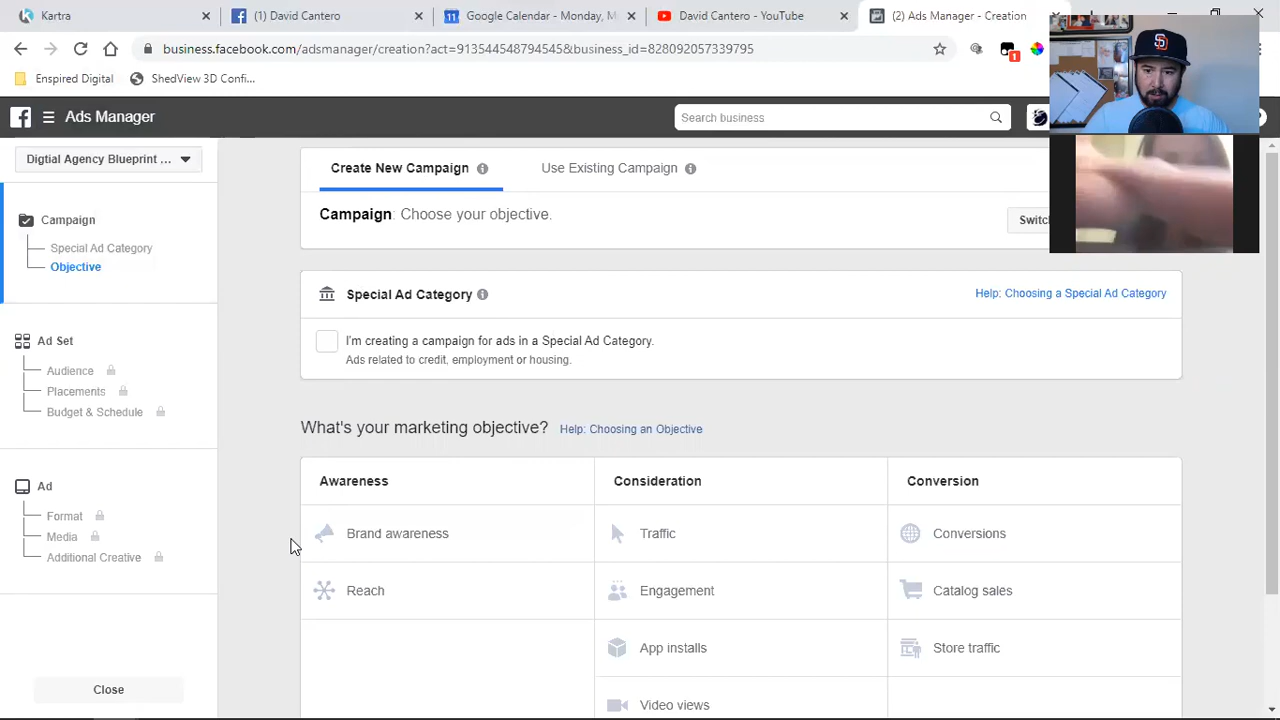 Kartra
(1) David Cantero
Google Calendar - Monday, M
David Cantero - YouTube
(2) Ads Manager - Creation
business.facebook.com/adsmanager/creation?act=913544548794545&business_id=828092057339795
1
Enspired Digital
ShedView 3D Confi...
Ads Manager
Search business
Digtial Agency Blueprint ...
Create New Campaign
Use Existing Campaign
Campaign: Choose your objective.
Switc
Campaign
Special Ad Category
Objective
Special Ad Category
Help: Choosing a Special Ad Category
I'm creating a campaign for ads in a Special Ad Category.
Ads related to credit, employment or housing.
Ad Set
Audience
Placements
Budget & Schedule
What's your marketing objective?
Help: Choosing an Objective
Awareness
Consideration
Conversion
Ad
Format
Media
Additional Creative
Brand awareness
Traffic
Conversions
Reach
Engagement
Catalog sales
App installs
Store traffic
Video views
Close